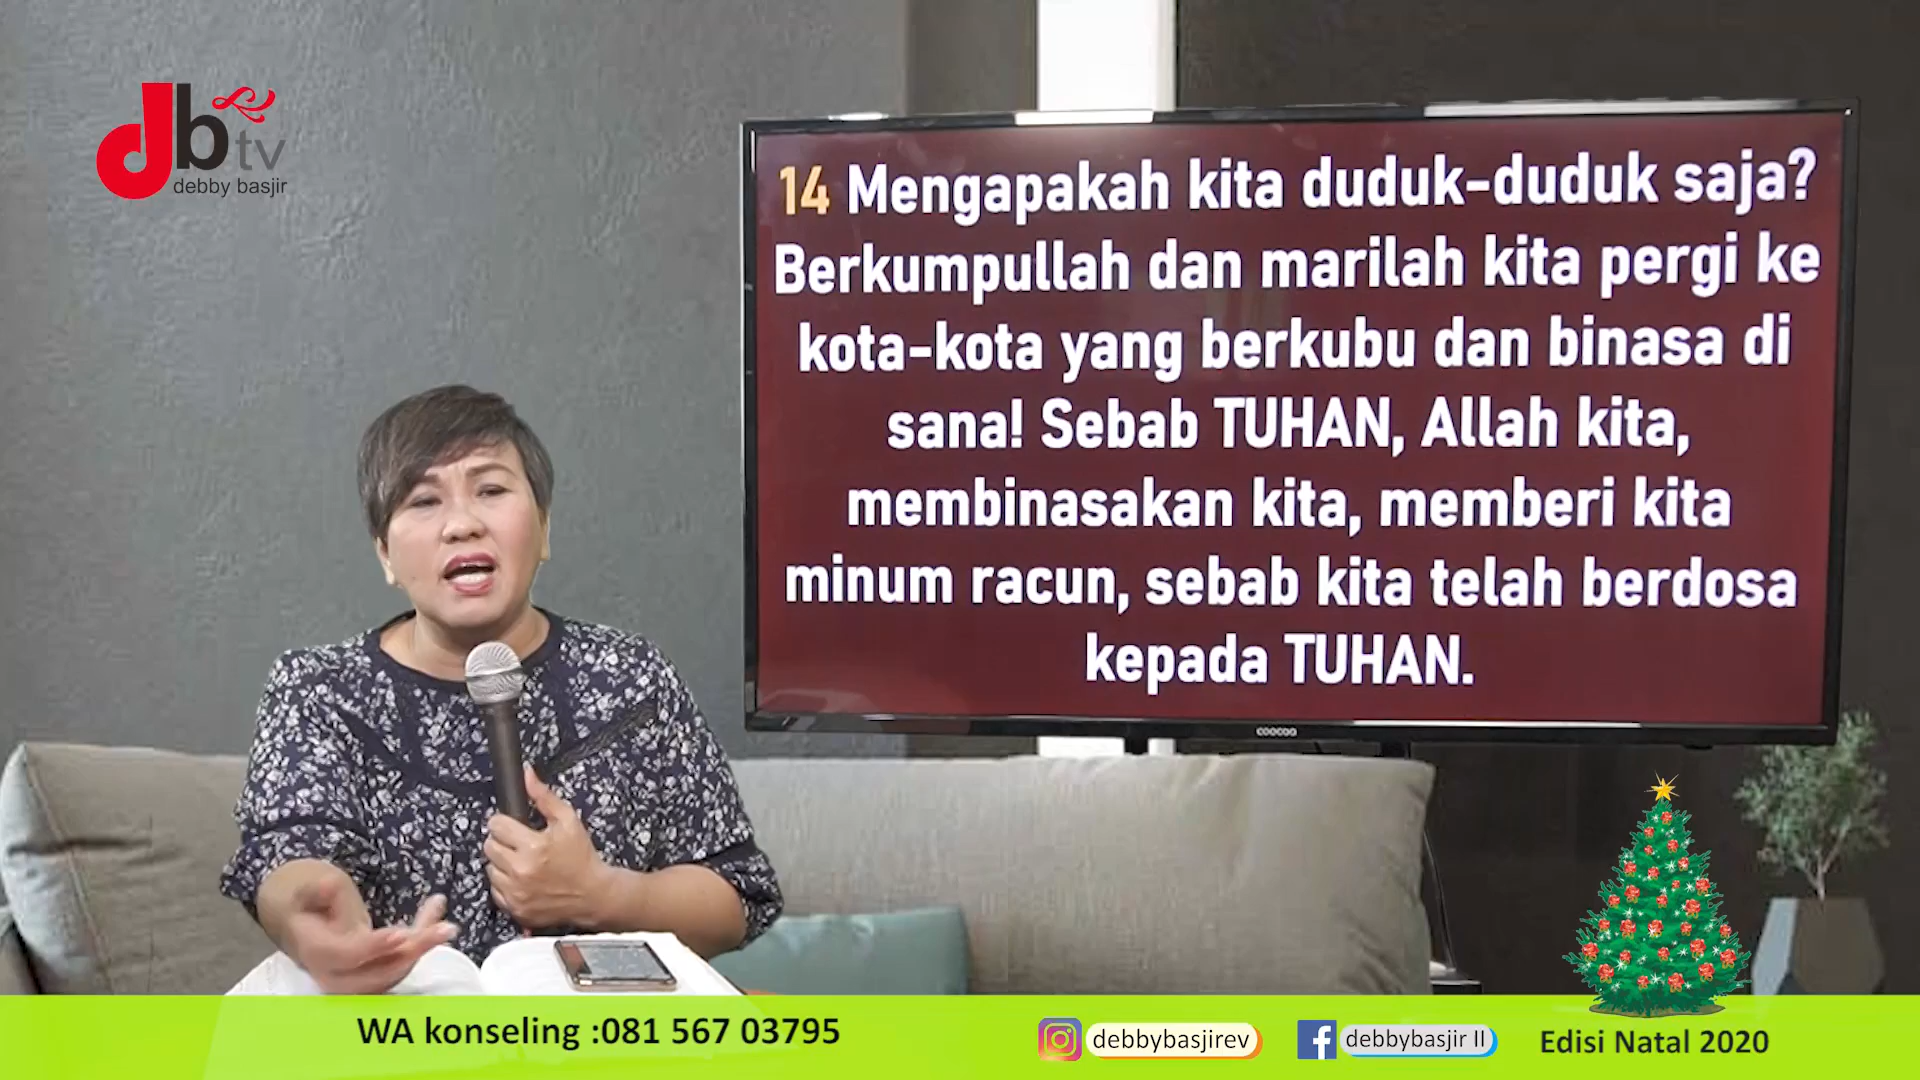 db tv
debby basjir
14 Mengapakah kita duduk-duduk saja?
Berkumpullah dan marilah kita pergi ke
kota-kota yang berkubu dan binasa di
sana! Sebab TUHAN, Allah kita,
membinasakan kita, memberi kita
minum racun, sebab kita telah berdosa
kepada TUHAN.
coocaa
WA konseling :081 567 03795
debbybasjirev
debbybasjir II
Edisi Natal 2020